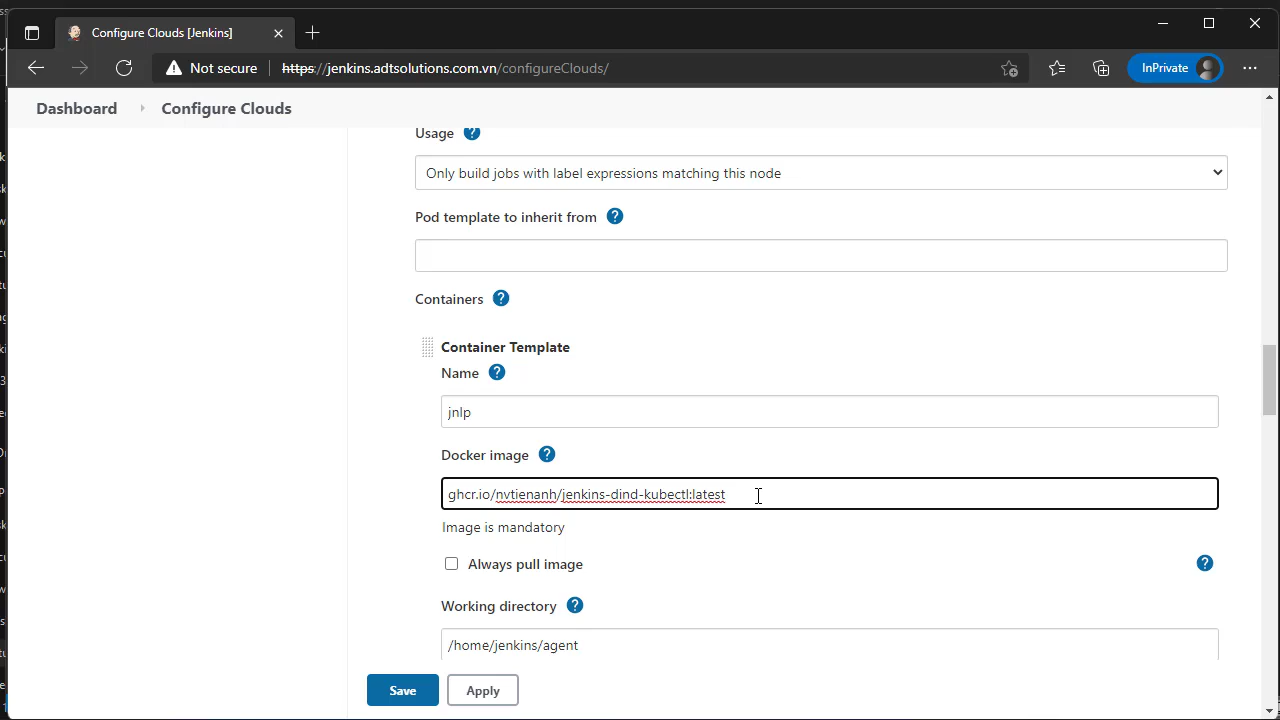 Configure Clouds [Jenkins]
Not secure
https://jenkins.adtsolutions.com.vn/configureClouds/
InPrivate
Dashboard
Configure Clouds
Usage ?
Only build jobs with label expressions matching this node
Pod template to inherit from ?
Containers ?
Container Template
Name ?
jnlp
Docker image ?
ghcr.io/nvtienanh/jenkins-dind-kubectl:latest
Image is mandatory
Always pull image ?
Working directory ?
/home/jenkins/agent
Save
Apply